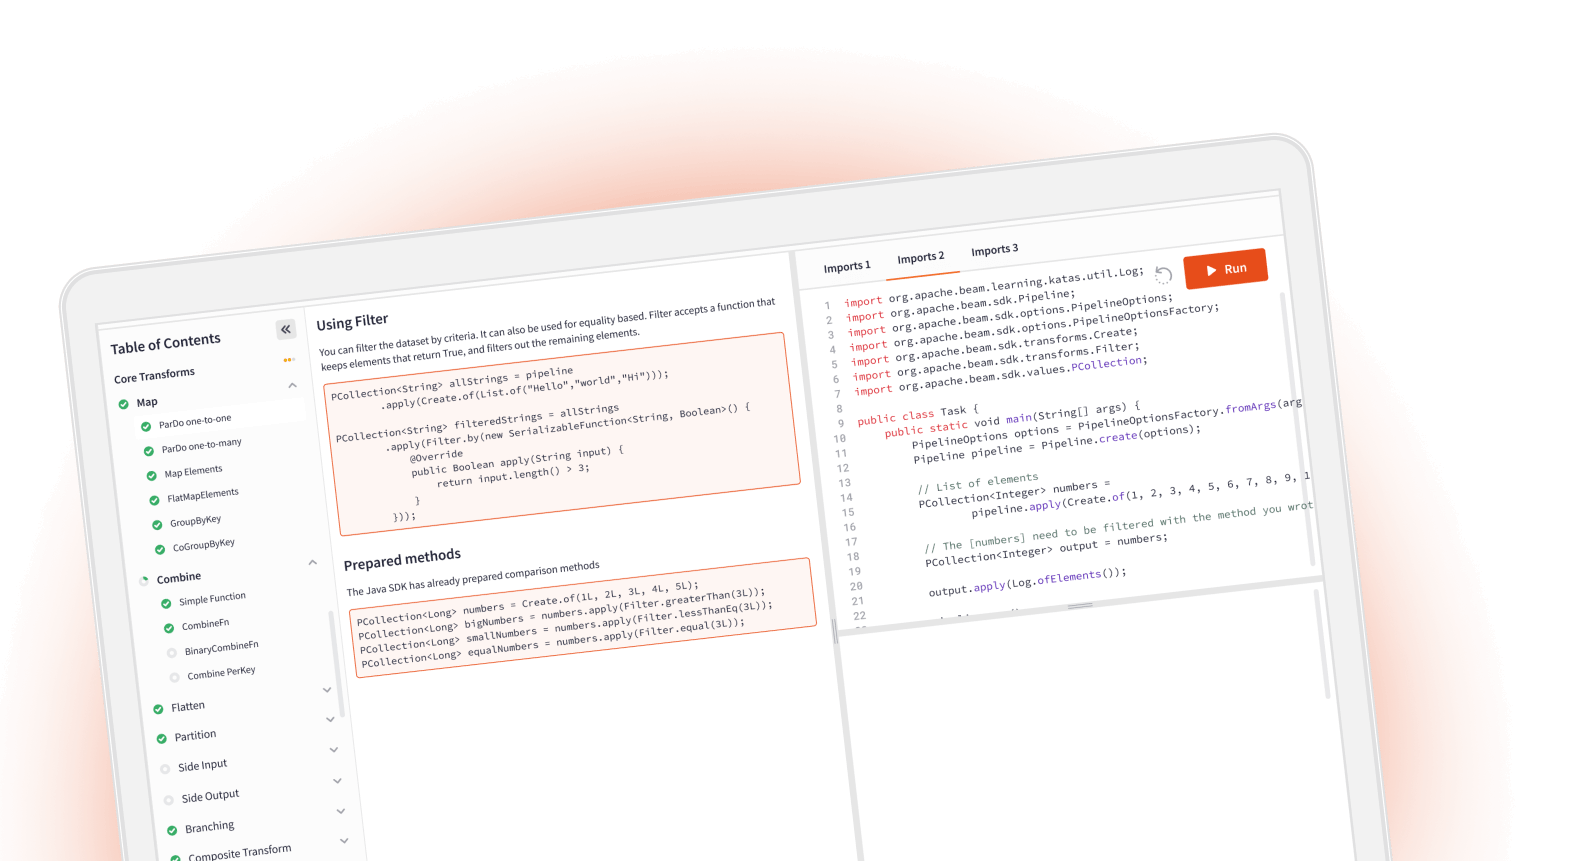 Table of Contents
Core Transforms
Map
ParDo one-to-one
ParDo one-to-many
Map Elements
FlatMapElements
GroupByKey
CoGroupByKey
Combine
Simple Function
CombineFn
BinaryCombineFn
Combine PerKey
Flatten
Partition
Side Input
Side Output
Branching
Composite Transform
Using Filter
You can filter the dataset by criteria. It can also be used for equality based. Filter accepts a function that
keeps elements that return True, and filters out the remaining elements.
PCollection<String> allStrings = pipeline
.apply(Create.of(List.of("Hello","world","Hi")));
PCollection<String> filteredStrings = allStrings
.apply(Filter.by(new SerializableFunction<String, Boolean>() {
@Override
public Boolean apply(String input) {
return input.length() > 3;
}
}));
Prepared methods
The Java SDK has already prepared comparison methods
PCollection<Long> numbers = Create.of(1L, 2L, 3L, 4L, 5L);
PCollection<Long> bigNumbers = numbers.apply(Filter.greaterThan(3L));
PCollection<Long> smallNumbers = numbers.apply(Filter.lessThanEq(3L));
PCollection<Long> equalNumbers = numbers.apply(Filter.equal(3L));
Imports 1 Imports 2 Imports 3
Run
1 import org.apache.beam.learning.katas.util.Log;
2 import org.apache.beam.sdk.Pipeline;
3 import org.apache.beam.sdk.options.PipelineOptions;
4 import org.apache.beam.sdk.options.PipelineOptionsFactory;
5 import org.apache.beam.sdk.transforms.Create;
6 import org.apache.beam.sdk.transforms.Filter;
7 import org.apache.beam.sdk.values.PCollection;
8
9 public class Task {
10 public static void main(String[] args) {
11 PipelineOptions options = PipelineOptionsFactory.fromArgs(arg
12 Pipeline pipeline = Pipeline.create(options);
13
14 // List of elements
15 PCollection<Integer> numbers =
16 pipeline.apply(Create.of(1, 2, 3, 4, 5, 6, 7, 8, 9, 1
17
18 // The [numbers] need to be filtered with the method you wrot
19 PCollection<Integer> output = numbers;
20
21 output.apply(Log.ofElements());
22